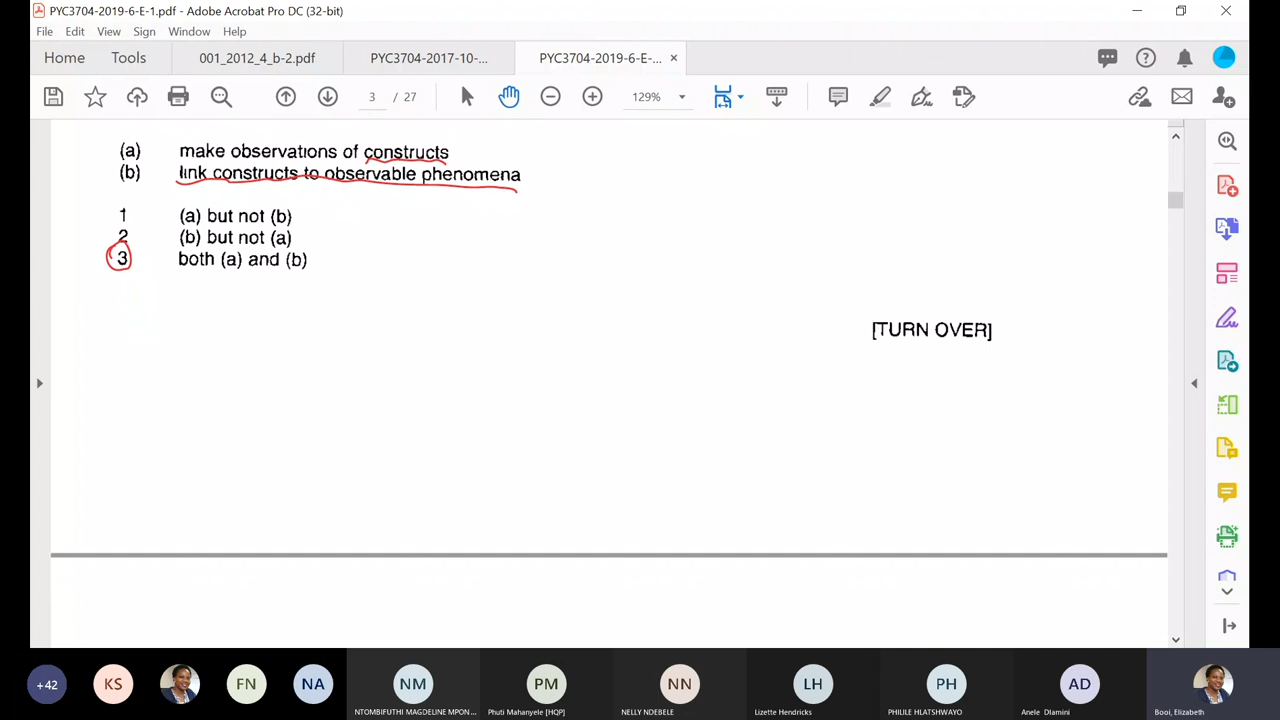 PYC3704-2019-6-E-1.pdf - Adobe Acrobat Pro DC (32-bit)
File Edit View Sign Window Help
Home Tools 001_2012_4_b-2.pdf PYC3704-2017-10-... PYC3704-2019-6-E-... ×
3 / 27 129%
(a) make observations of constructs
(b) link constructs to observable phenomena
1 (a) but not (b)
2 (b) but not (a)
3 both (a) and (b)
[TURN OVER]
+42 KS FN NA NM PM NN LH PH AD
NTOMBIFUTHI MAGDELINE MPON ... Phuti Mahanyele [HQP] NELLY NDEBELE Lizette Hendricks PHILILE HLATSHWAYO Anele Dlamini Booi, Elizabeth